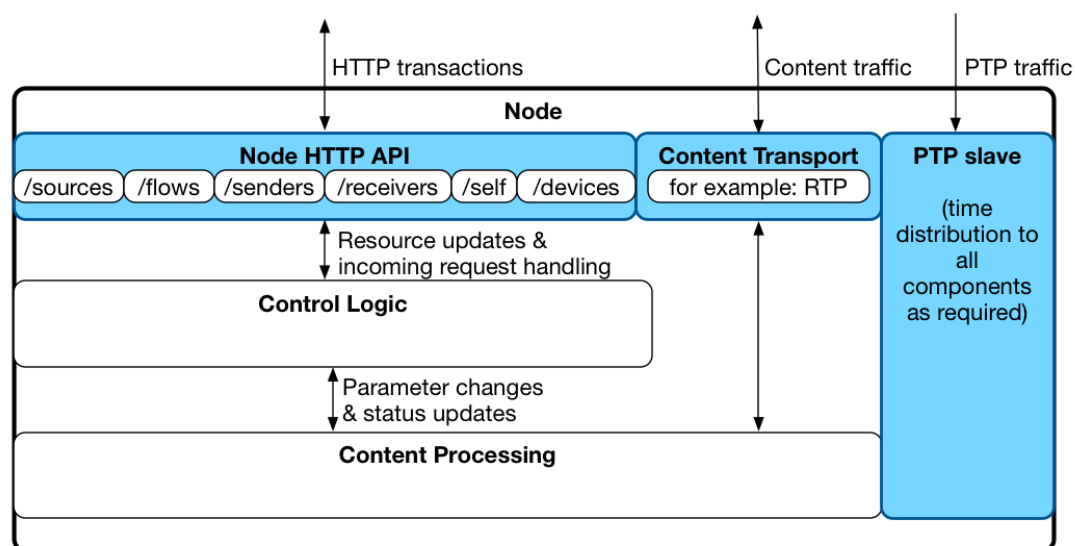 HTTP transactions
Content traffic
PTP traffic
Node
Node HTTP API
/sources
/flows
/senders
/receivers
/self
/devices
Content Transport
for example: RTP
PTP slave
(time
distribution to
all
components
as required)
Resource updates &
incoming request handling
Control Logic
Parameter changes
& status updates
Content Processing